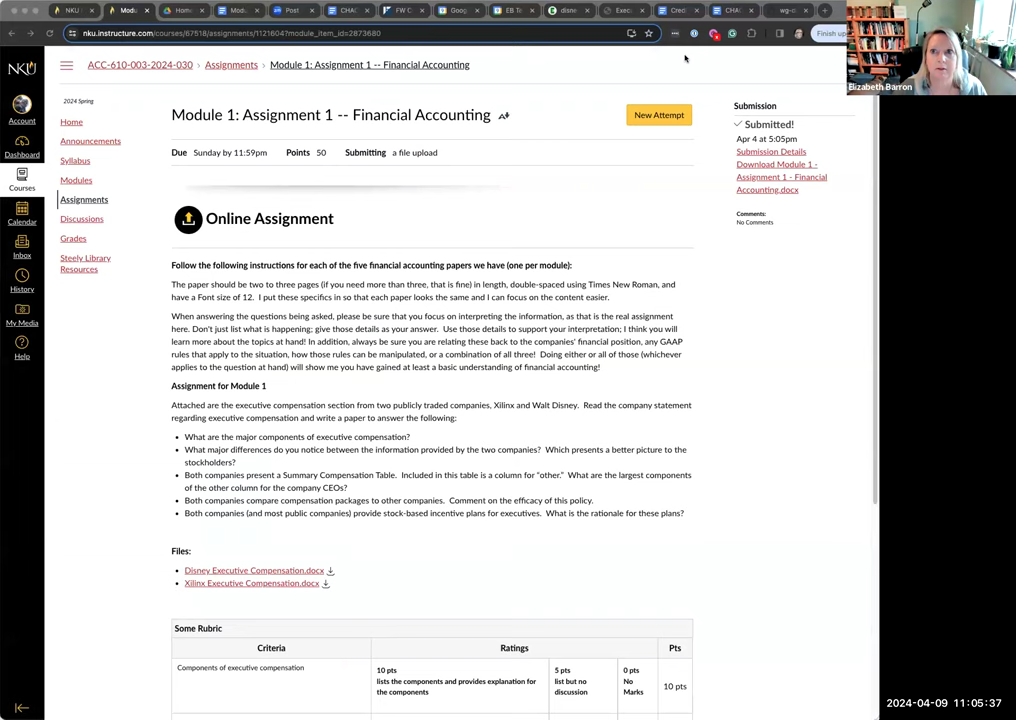 NKU
Modu
Home
Modu
Post
CHAI
FW C
Goog
EB Te
disne
Exec
Credi
CHAI
wg-d
nku.instructure.com/courses/67518/assignments/1121604?module_item_id=2873680
Finish up
Elizabeth Barron
NKU
Account
Dashboard
Courses
Calendar
Inbox
History
My Media
Help
ACC-610-003-2024-030 › Assignments › Module 1: Assignment 1 -- Financial Accounting
2024 Spring
Home
Announcements
Syllabus
Modules
Assignments
Discussions
Grades
Steely Library
Resources
Module 1: Assignment 1 -- Financial Accounting
New Attempt
Due Sunday by 11:59pm Points 50 Submitting a file upload
Submission
Submitted!
Apr 4 at 5:05pm
Submission Details
Download Module 1 -
Assignment 1 - Financial
Accounting.docx
Comments:
No Comments
Online Assignment
Follow the following instructions for each of the five financial accounting papers we have (one per module):
The paper should be two to three pages (if you need more than three, that is fine) in length, double-spaced using Times New Roman, and
have a Font size of 12. I put these specifics in so that each paper looks the same and I can focus on the content easier.
When answering the questions being asked, please be sure that you focus on interpreting the information, as that is the real assignment
here. Don't just list what is happening; give those details as your answer. Use those details to support your interpretation; I think you will
learn more about the topics at hand! In addition, always be sure you are relating these back to the companies' financial position, any GAAP
rules that apply to the situation, how those rules can be manipulated, or a combination of all three! Doing either or all of those (whichever
applies to the question at hand) will show me you have gained at least a basic understanding of financial accounting!
Assignment for Module 1
Attached are the executive compensation section from two publicly traded companies, Xilinx and Walt Disney. Read the company statement
regarding executive compensation and write a paper to answer the following:
• What are the major components of executive compensation?
• What major differences do you notice between the information provided by the two companies? Which presents a better picture to the
stockholders?
• Both companies present a Summary Compensation Table. Included in this table is a column for “other.” What are the largest components
of the other column for the company CEOs?
• Both companies compare compensation packages to other companies. Comment on the efficacy of this policy.
• Both companies (and most public companies) provide stock-based incentive plans for executives. What is the rationale for these plans?
Files:
• Disney Executive Compensation.docx
• Xilinx Executive Compensation.docx
Some Rubric
Criteria Ratings Pts
Components of executive compensation
10 pts
lists the components and provides explanation for
the components
5 pts
list but no
discussion
0 pts
No
Marks
10 pts
2024-04-09 11:05:37